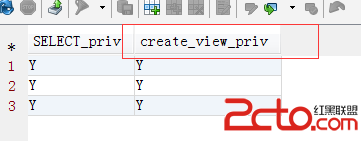 * SELECT_priv create_view_priv
1 Y Y
2 Y Y
3 Y Y
2cto.com
红黑联盟